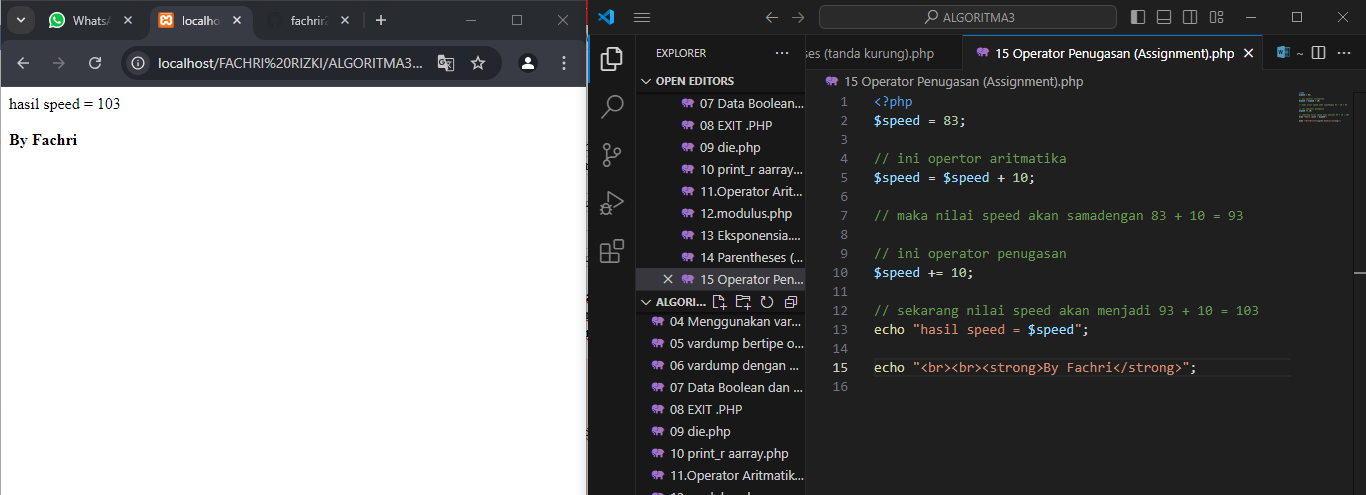 WhatsA
localho
fachrir
localhost/FACHRI%20RIZKI/ALGORITMA3...
hasil speed = 103
By Fachri
ALGORITMA3
EXPLORER
OPEN EDITORS
07 Data Boolean...
08 EXIT .PHP
09 die.php
10 print_r aarray...
11.Operator Arit...
12.modulus.php
13 Eksponensia....
14 Parentheses (...
15 Operator Pen...
ALGORI...
04 Menggunakan var...
05 vardump bertipe o...
06 vardump dengan ...
07 Data Boolean dan ...
08 EXIT .PHP
09 die.php
10 print_r aarray.php
11.Operator Aritmatik...
ses (tanda kurung).php
15 Operator Penugasan (Assignment).php
15 Operator Penugasan (Assignment).php
1 <?php
2 $speed = 83;
3
4 // ini opertor aritmatika
5 $speed = $speed + 10;
6
7 // maka nilai speed akan samadengan 83 + 10 = 93
8
9 // ini operator penugasan
10 $speed += 10;
11
12 // sekarang nilai speed akan menjadi 93 + 10 = 103
13 echo "hasil speed = $speed";
14
15 echo "<br><br><strong>By Fachri</strong>";
16